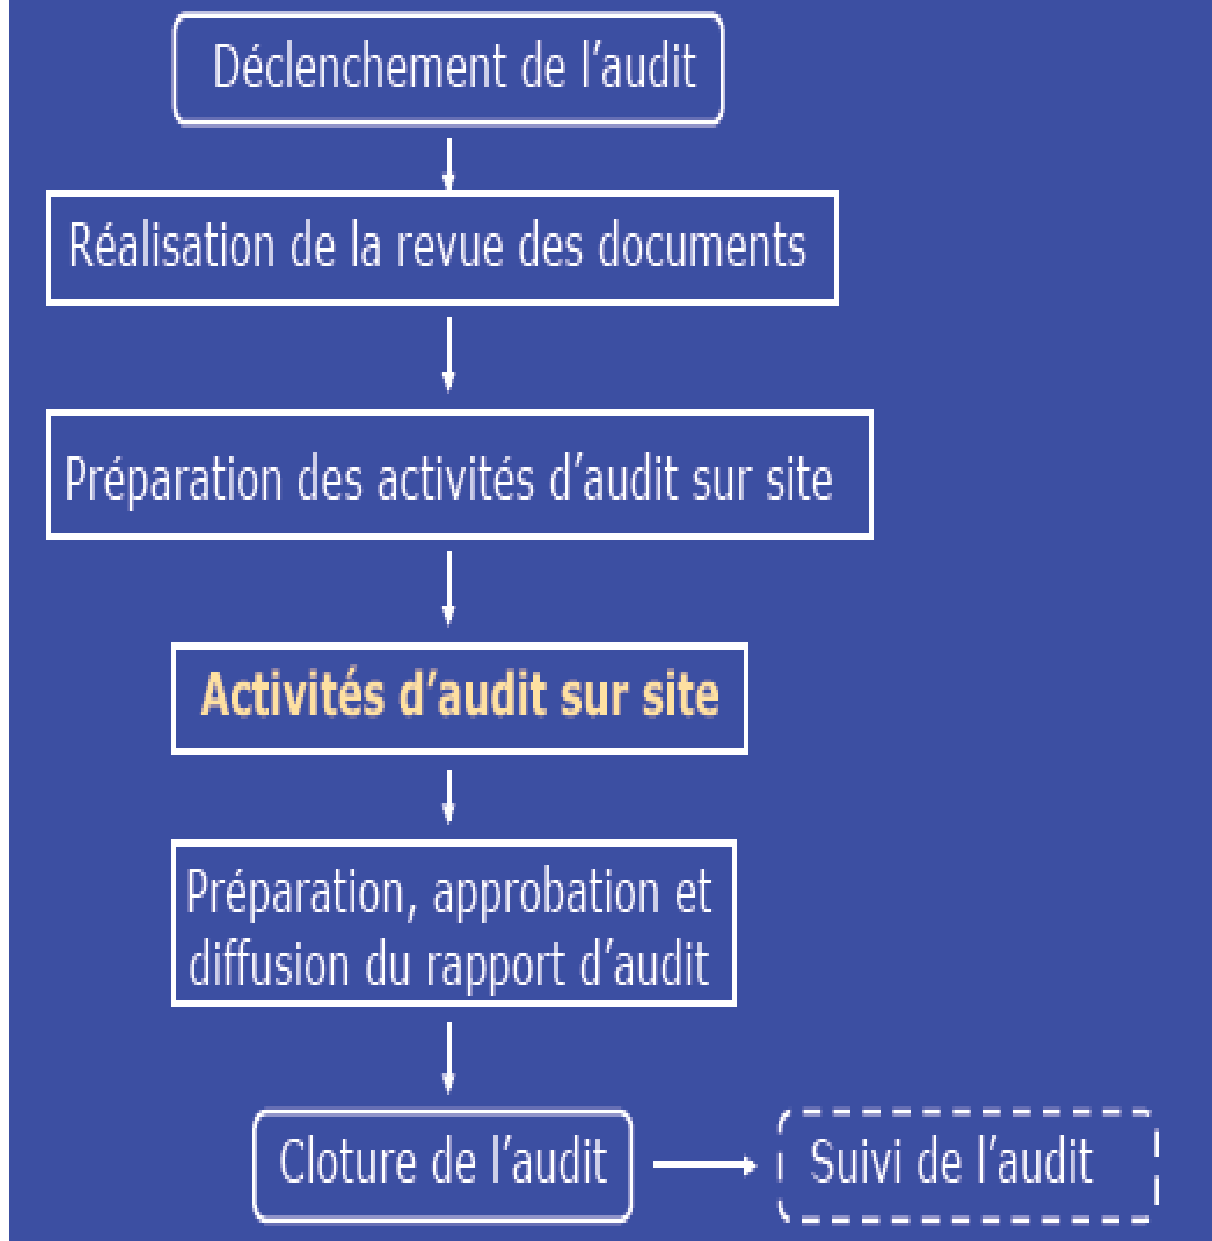 Déclenchement de l’audit
Réalisation de la revue des documents
Préparation des activités d’audit sur site
Activités d’audit sur site
Préparation, approbation et
diffusion du rapport d’audit
Cloture de l’audit
Suivi de l’audit